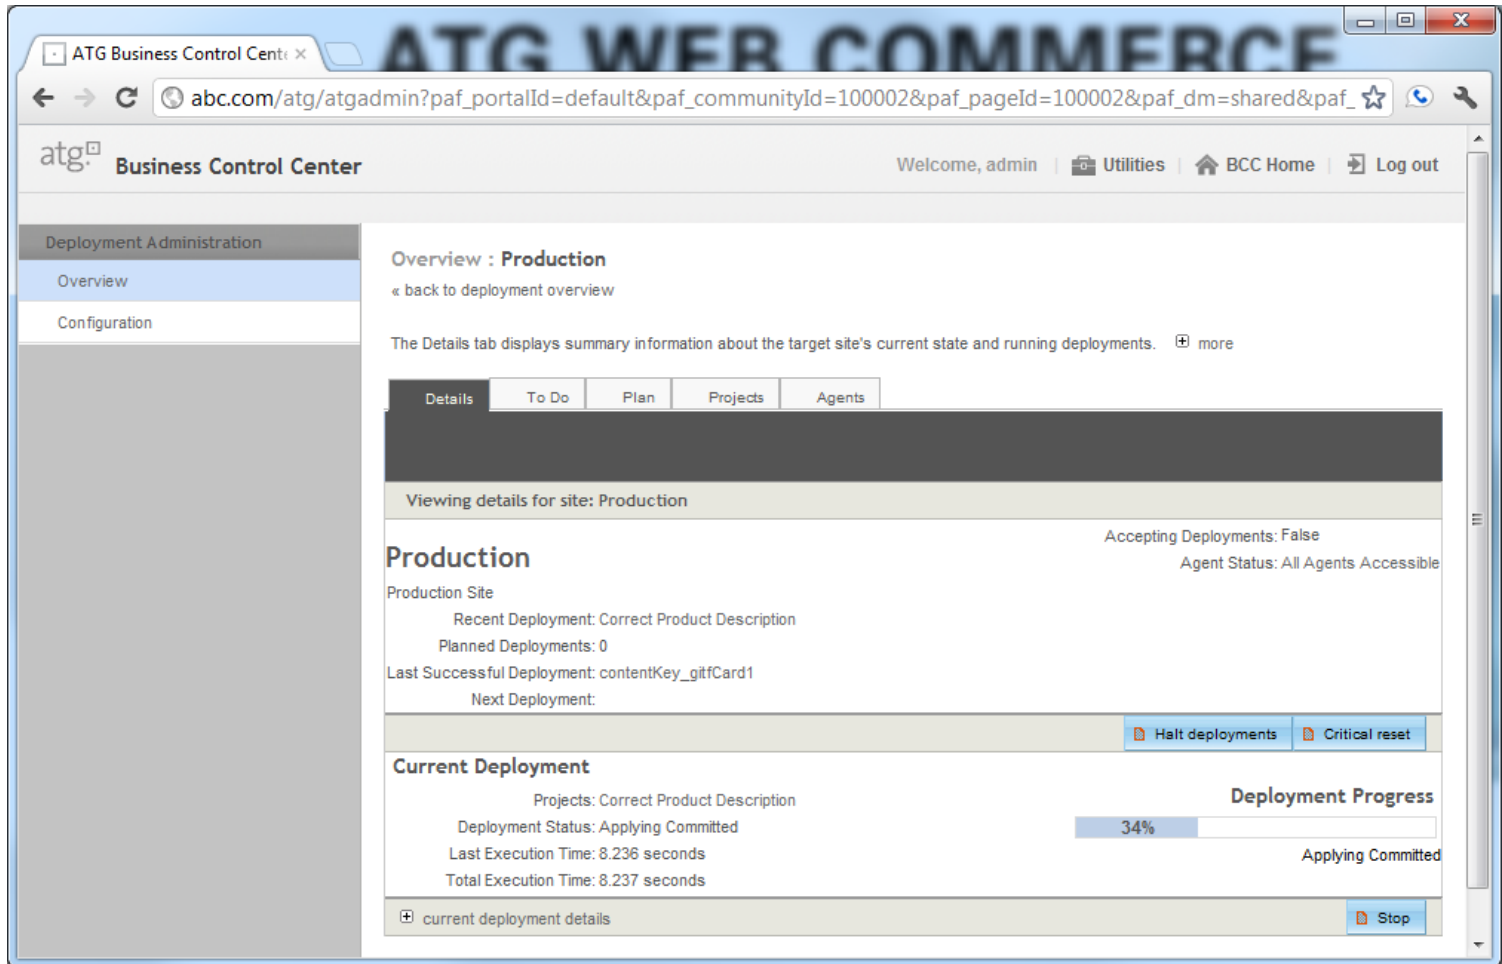 ATG WEB COMMERCE
ATG Business Control Cente
abc.com/atg/atgadmin?paf_portalId=default&paf_communityId=100002&paf_pageId=100002&paf_dm=shared&paf_
atg Business Control Center
Welcome, admin | Utilities | BCC Home | Log out
Deployment Administration
Overview
Configuration
Overview : Production
« back to deployment overview
The Details tab displays summary information about the target site's current state and running deployments. more
Details To Do Plan Projects Agents
Viewing details for site: Production
Accepting Deployments: False
Agent Status: All Agents Accessible
Production
Production Site
Recent Deployment: Correct Product Description
Planned Deployments: 0
Last Successful Deployment: contentKey_gitfCard1
Next Deployment:
Halt deployments Critical reset
Current Deployment
Projects: Correct Product Description
Deployment Status: Applying Committed
Last Execution Time: 8.236 seconds
Total Execution Time: 8.237 seconds
Deployment Progress
34%
Applying Committed
current deployment details
Stop